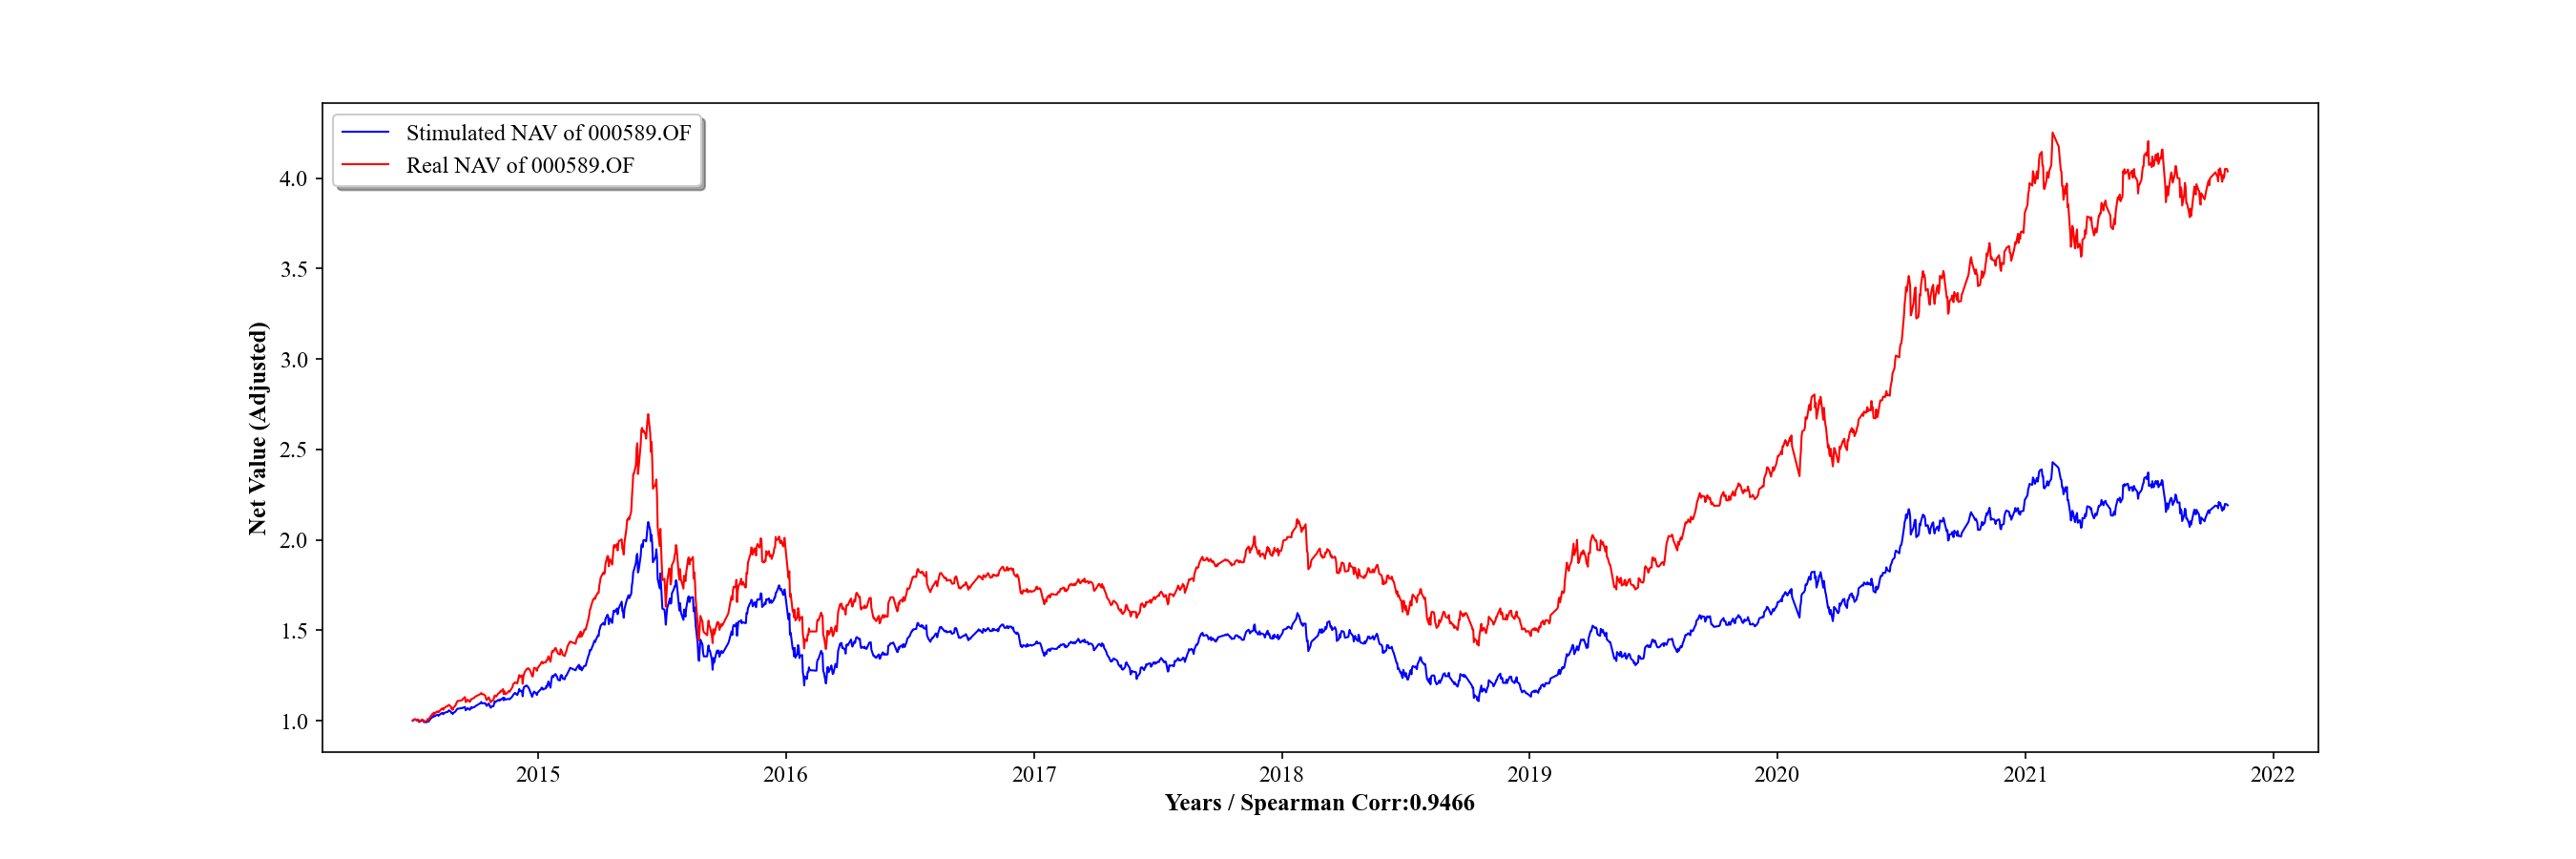 Stimulated NAV of 000589.OF
Real NAV of 000589.OF
Net Value (Adjusted)
4.0
3.5
3.0
2.5
2.0
1.5
1.0
2015 2016 2017 2018 2019 2020 2021 2022
Years / Spearman Corr:0.9466